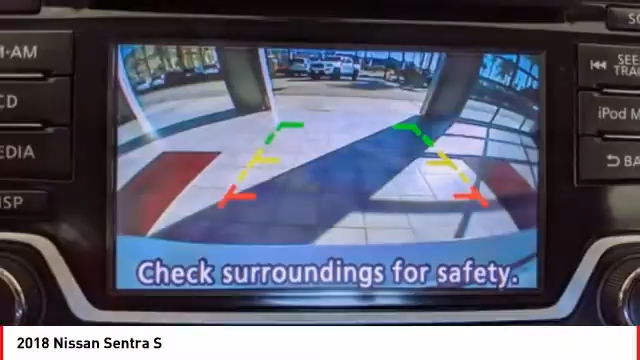 M·AM
CD
EDIA
ISP
SEE
TRAC
iPod M
BA
Check surroundings for safety.
2018 Nissan Sentra S